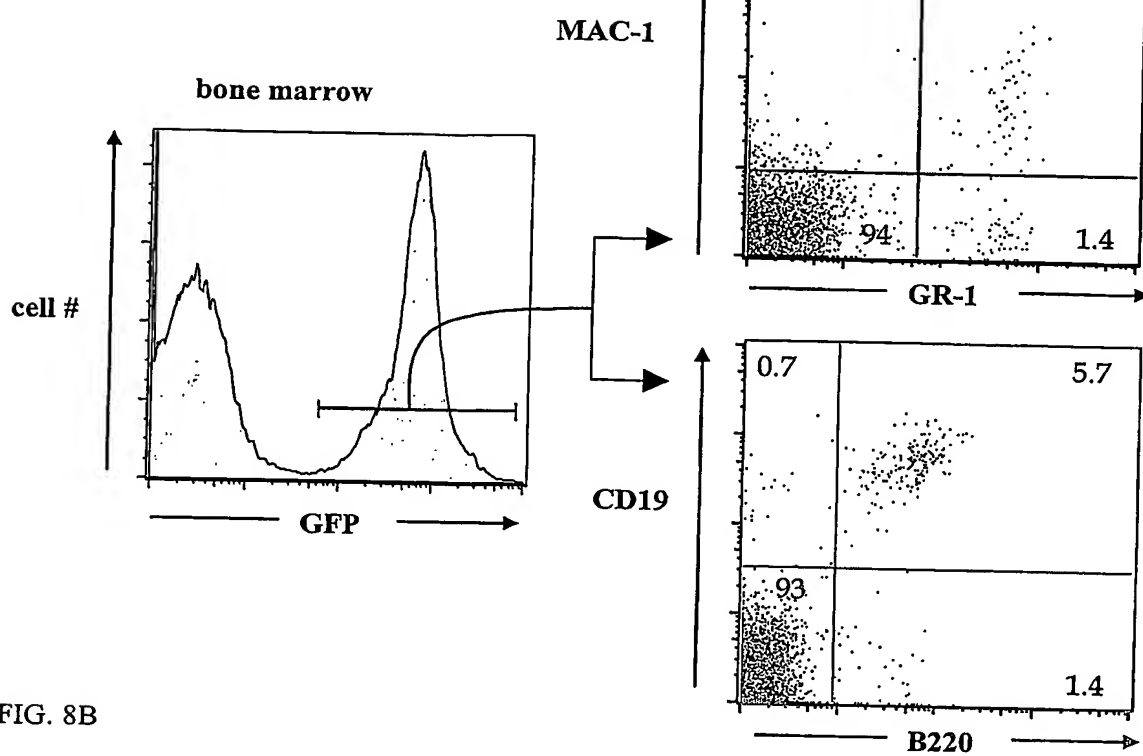 MAC-1
bone marrow
94
1.4
cell #
GR-1
0.7
5.7
CD19
GFP
93
1.4
FIG. 8B
B220